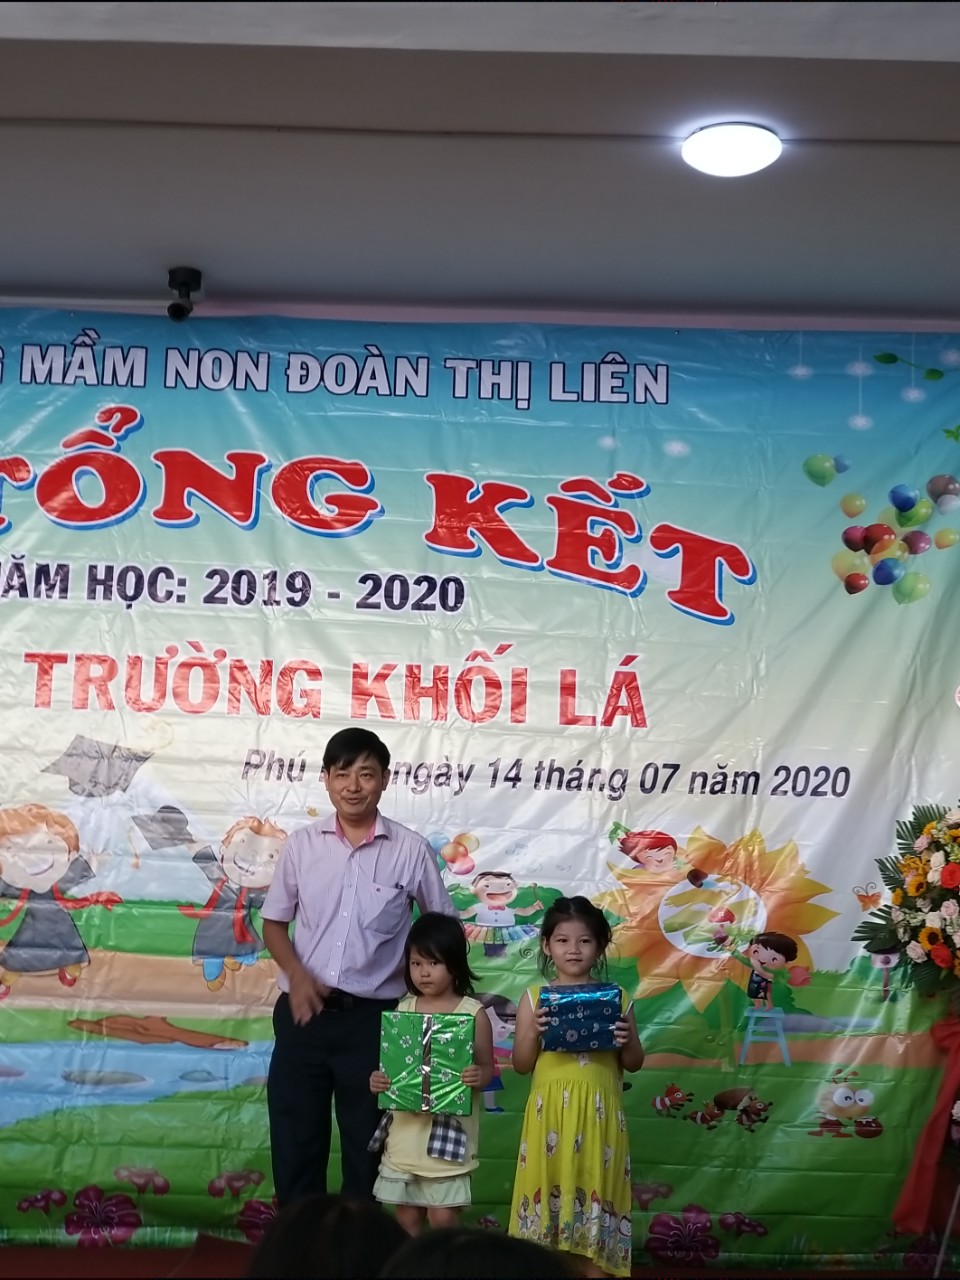 MẦM NON ĐOÀN THỊ LIÊN
TỔNG KẾT
NĂM HỌC: 2019 - 2020
TRƯỜNG KHỐI LÁ
Phú ngày 14 tháng 07 năm 2020